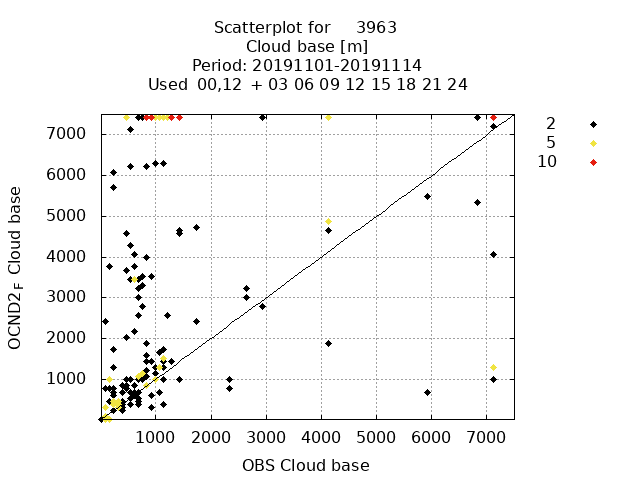 Scatterplot for 3963
Cloud base [m]
Period: 20191101-20191114
Used 00,12 + 03 06 09 12 15 18 21 24
2
5
10
7000
6000
5000
4000
3000
2000
1000
OCND2F Cloud base
1000 2000 3000 4000 5000 6000 7000
OBS Cloud base